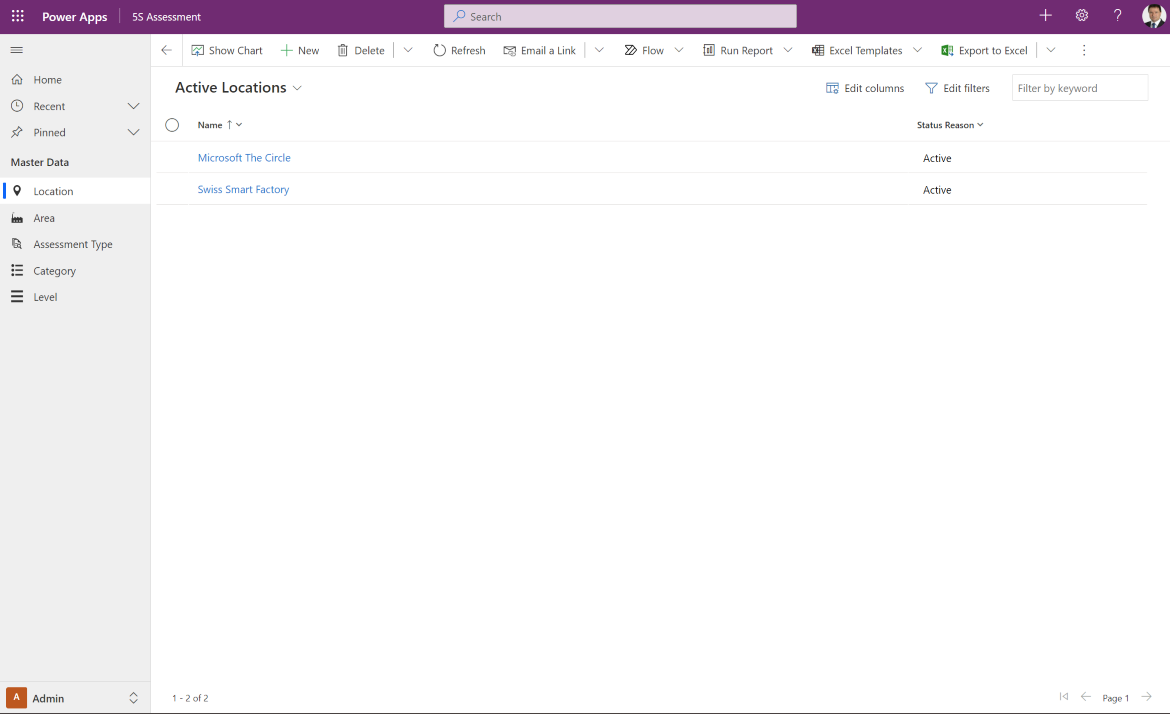 Power Apps 5S Assessment Search ?
Show Chart New Delete Refresh Email a Link Flow Run Report Excel Templates Export to Excel
Home
Recent
Pinned
Master Data
Location
Area
Assessment Type
Category
Level
Active Locations Edit columns Edit filters Filter by keyword
Name ↑ Status Reason
Microsoft The Circle Active
Swiss Smart Factory Active
A Admin 1 - 2 of 2 Page 1